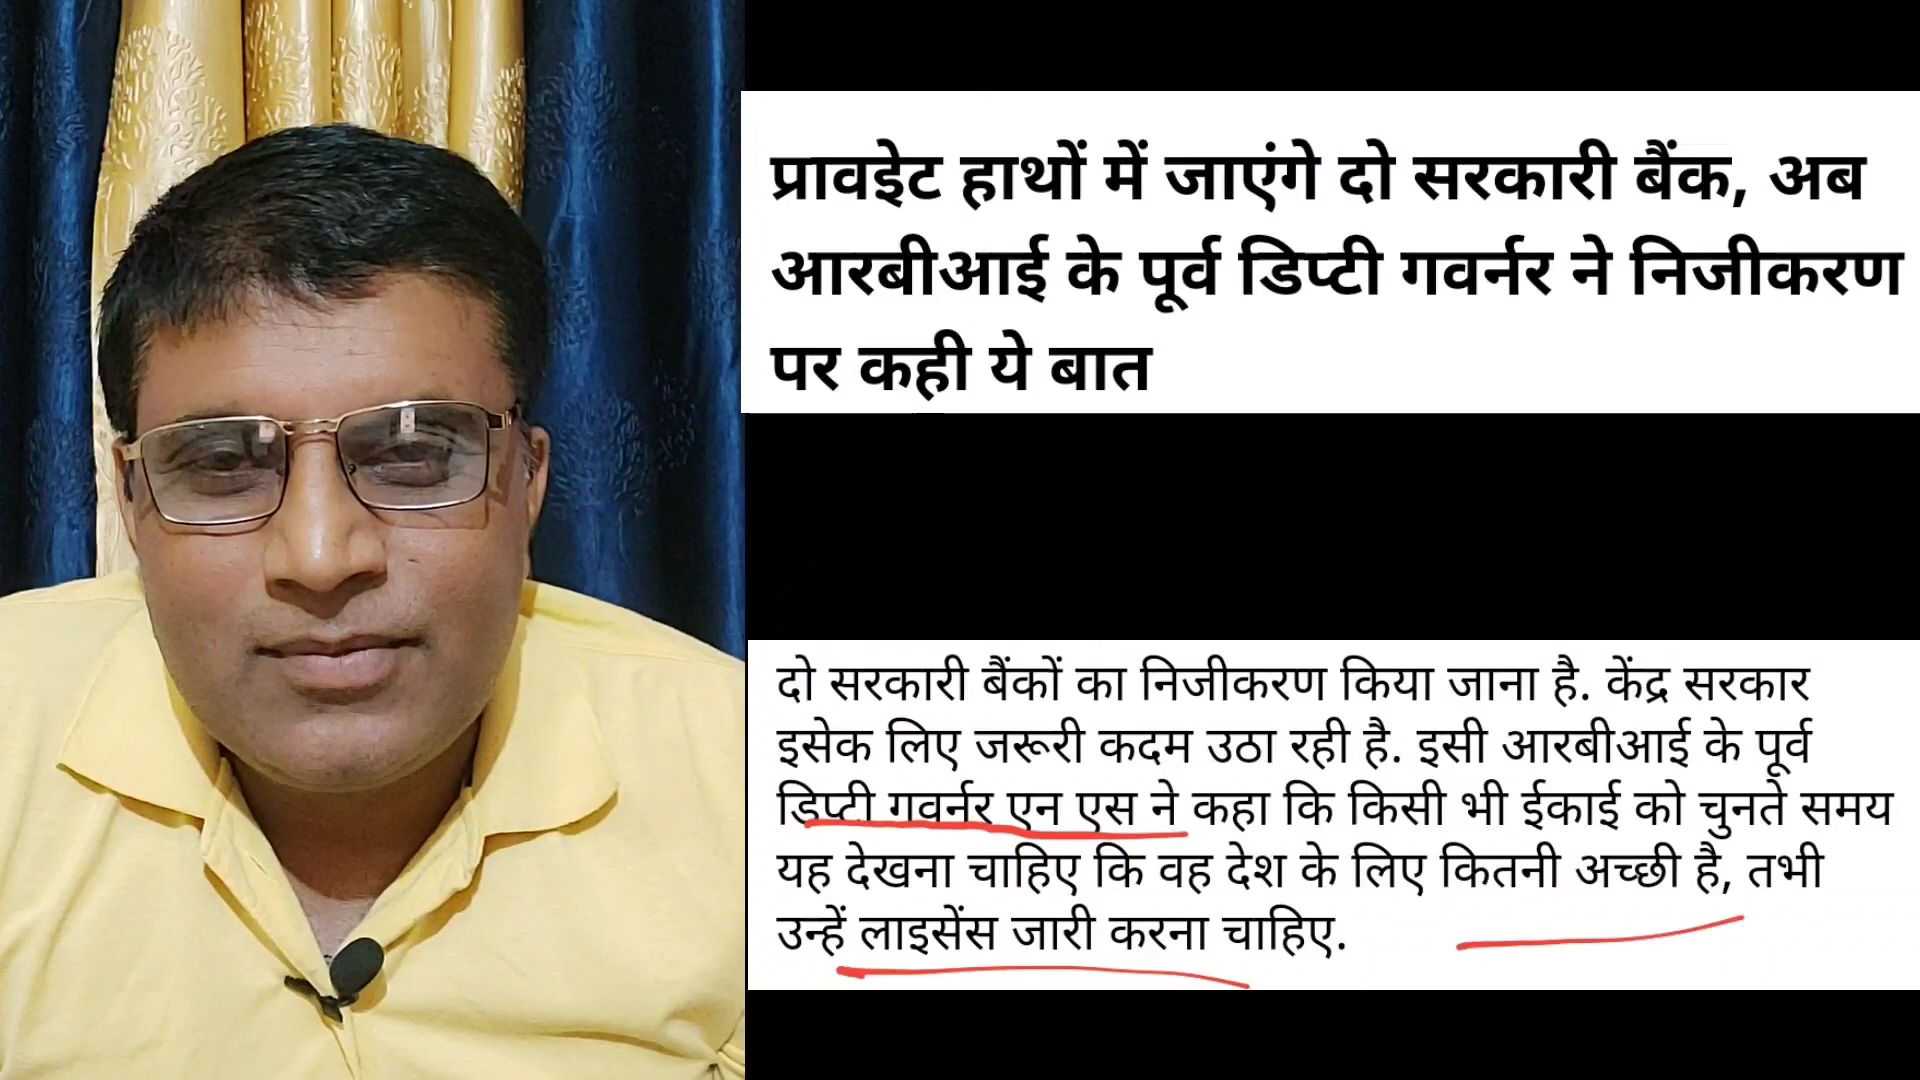 प्रावइेट हाथों में जाएंगे दो सरकारी बैंक, अब
आरबीआई के पूर्व डिप्टी गवर्नर ने निजीकरण
पर कही ये बात
दो सरकारी बैंकों का निजीकरण किया जाना है. केंद्र सरकार
इसेक लिए जरूरी कदम उठा रही है. इसी आरबीआई के पूर्व
डिप्टी गवर्नर एन एस ने कहा कि किसी भी ईकाई को चुनते समय
यह देखना चाहिए कि वह देश के लिए कितनी अच्छी है, तभी
उन्हें लाइसेंस जारी करना चाहिए.